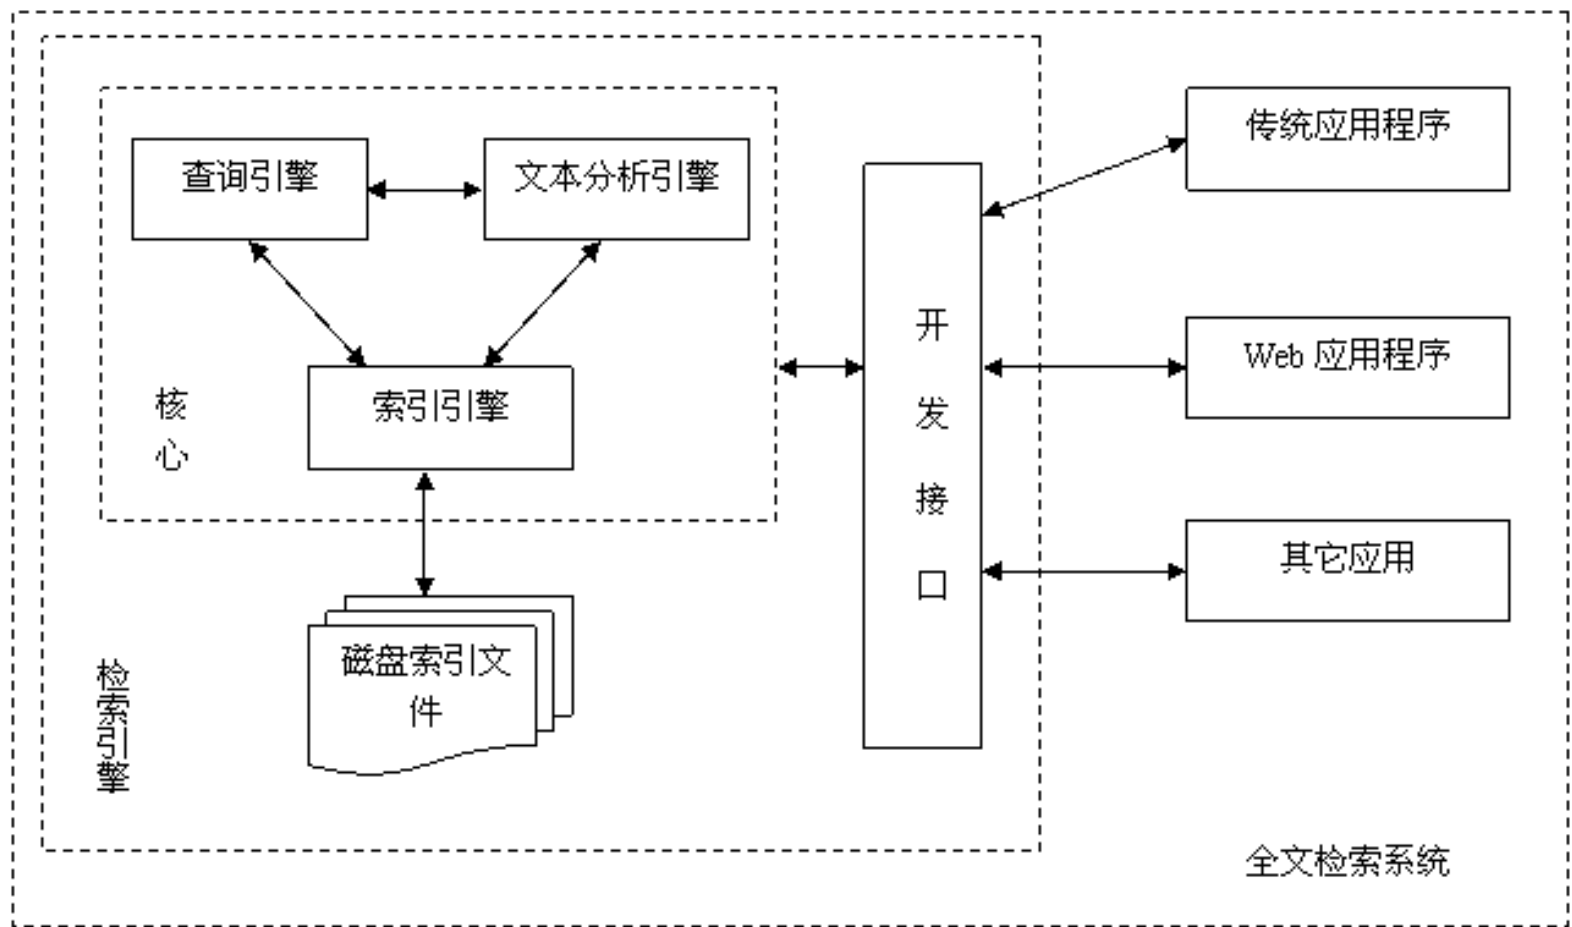 查询引擎
文本分析引擎
索引引擎
核
心
磁盘索引文
件
检
索
引
擎
开
发
接
口
传统应用程序
Web 应用程序
其它应用
全文检索系统